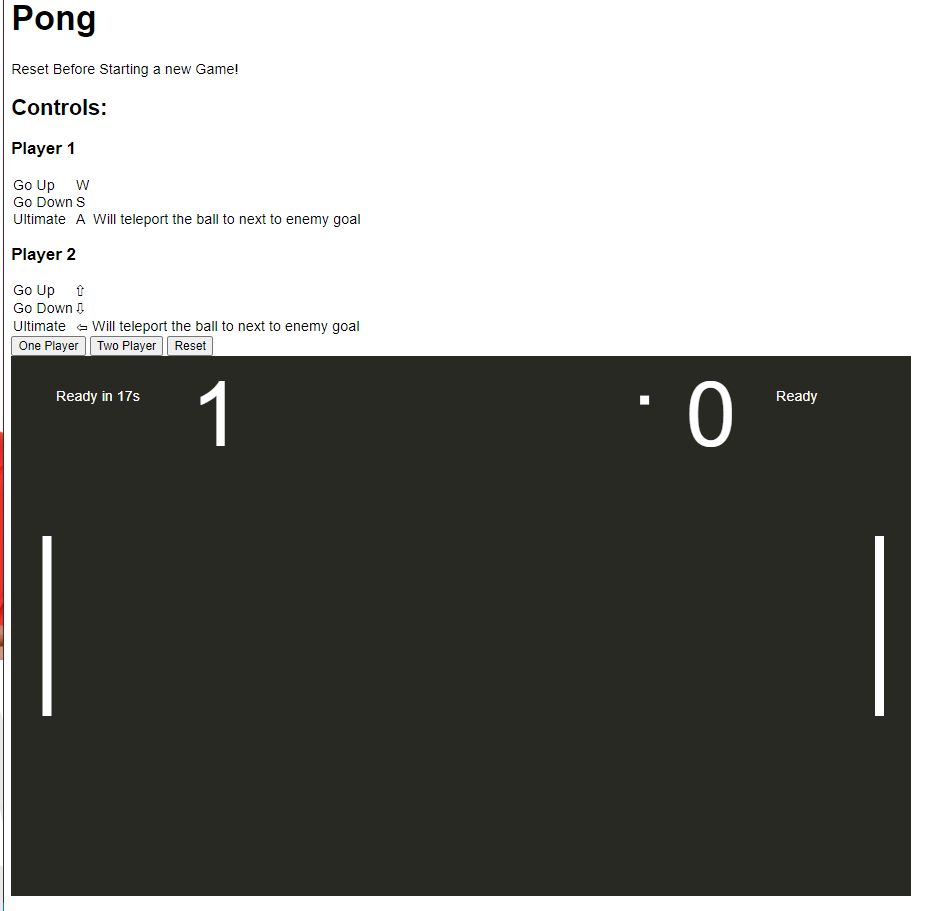 Pong
Reset Before Starting a new Game!
Controls:
Player 1
Go Up W
Go Down S
Ultimate A Will teleport the ball to next to enemy goal
Player 2
Go Up ⇧
Go Down ⇩
Ultimate ⇦ Will teleport the ball to next to enemy goal
One Player Two Player Reset
Ready in 17s 1 0 Ready